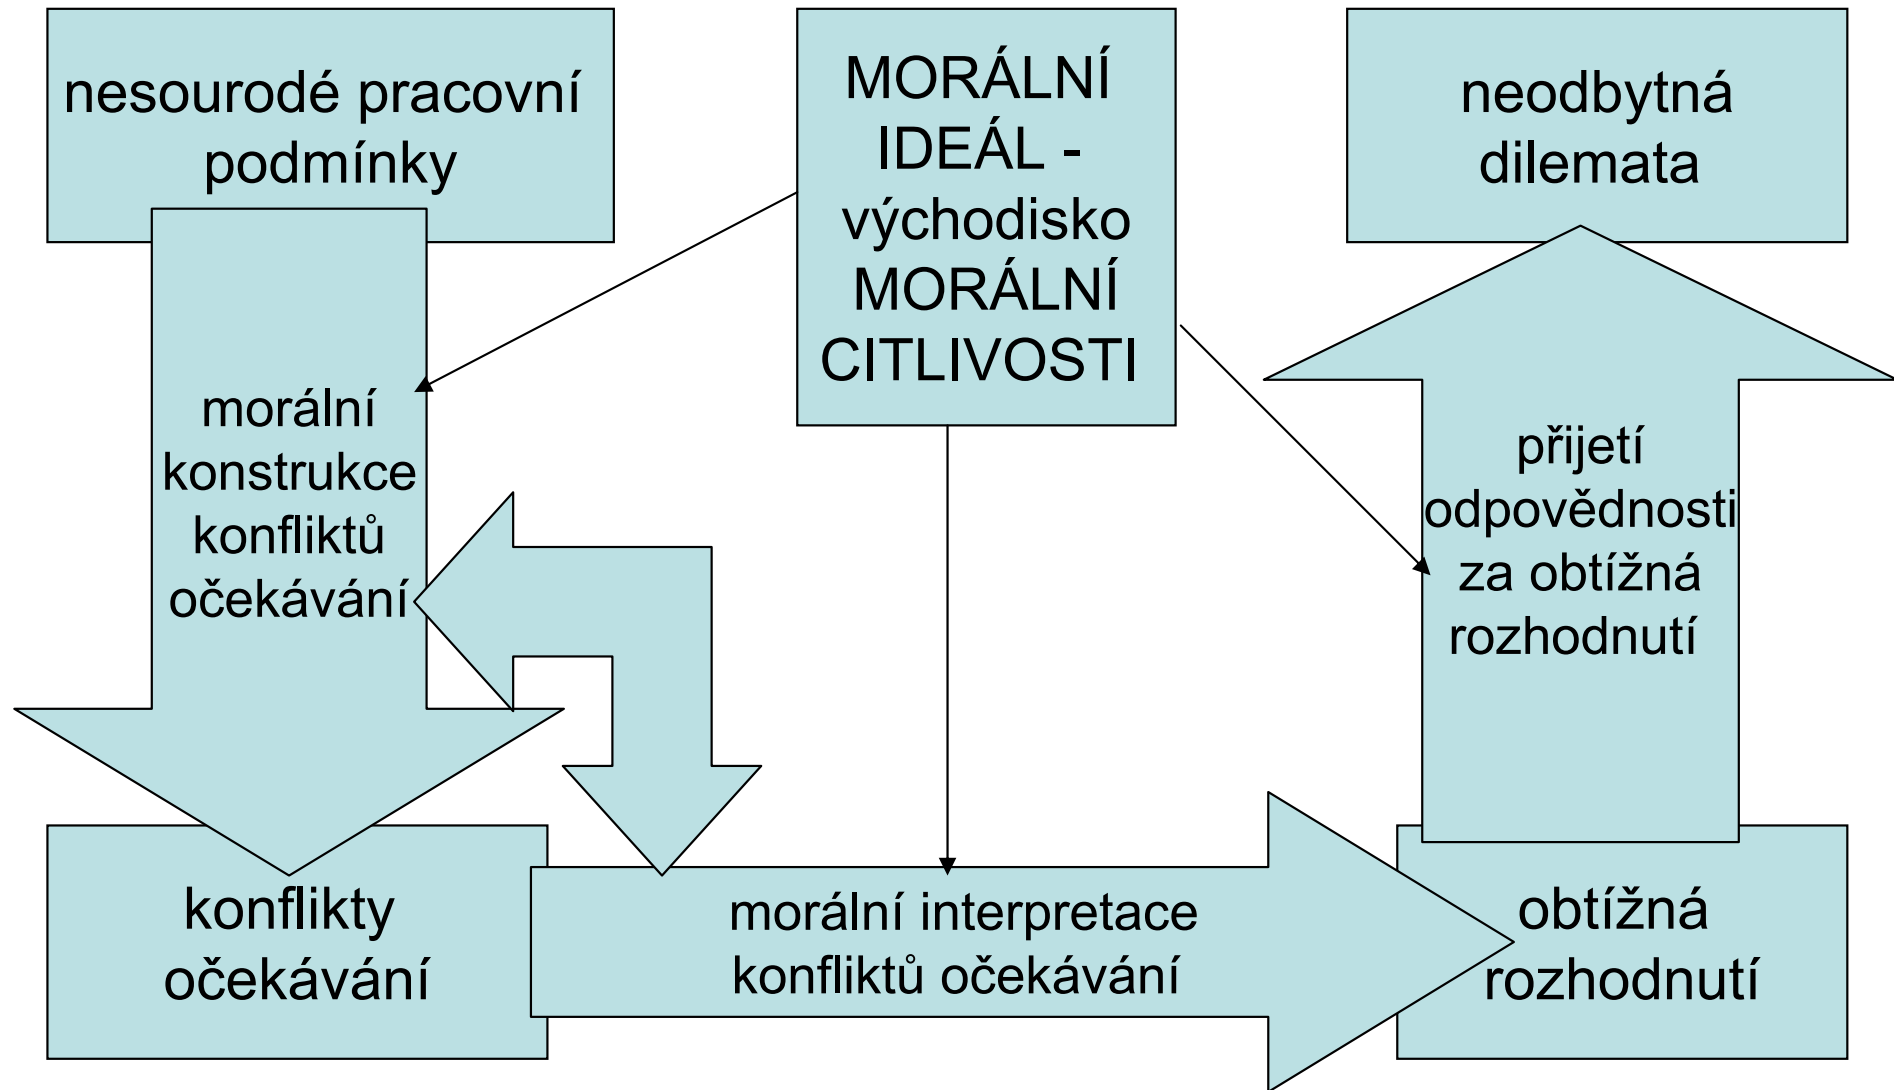 nesourodé pracovní
podmínky
MORÁLNÍ
IDEÁL -
východisko
MORÁLNÍ
CITLIVOSTI
neodbytná
dilemata
morální
konstrukce
konfliktů
očekávání
přijetí
odpovědnosti
za obtížná
rozhodnutí
konflikty
očekávání
morální interpretace
konfliktů očekávání
obtížná
rozhodnutí